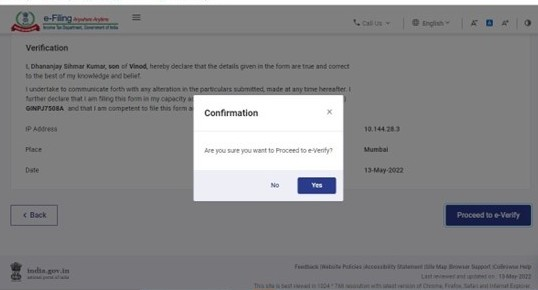 e-Filing Anywhere Anytime
Income Tax Department, Government of India
Call Us
English
A A A
Verification
I, Dhananjay Sihmar Kumar, son of Vinod, hereby declare that the details given in the form are true and correct
to the best of my knowledge and belief.
I undertake to communicate forth with any alteration in the particulars submitted, made at any time hereafter. I
further declare that I am filing this form in my capacity as
GINPJ7508A and that I am competent to file this form a
Confirmation
×
Are you sure you want to Proceed to e-Verify?
No
Yes
IP Address
10.144.28.3
Place
Mumbai
Date
13-May-2022
< Back
Proceed to e-Verify
india.gov.in
national portal of india
Feedback |Website Policies |Accessibility Statement |Site Map |Browser Support |Collerave Help
Last reviewed and updated on : 13-May-2022
This site is best viewed in 1024 * 768 resolution with latest version of Chrome, Firefox, Safari and Internet Explorer.